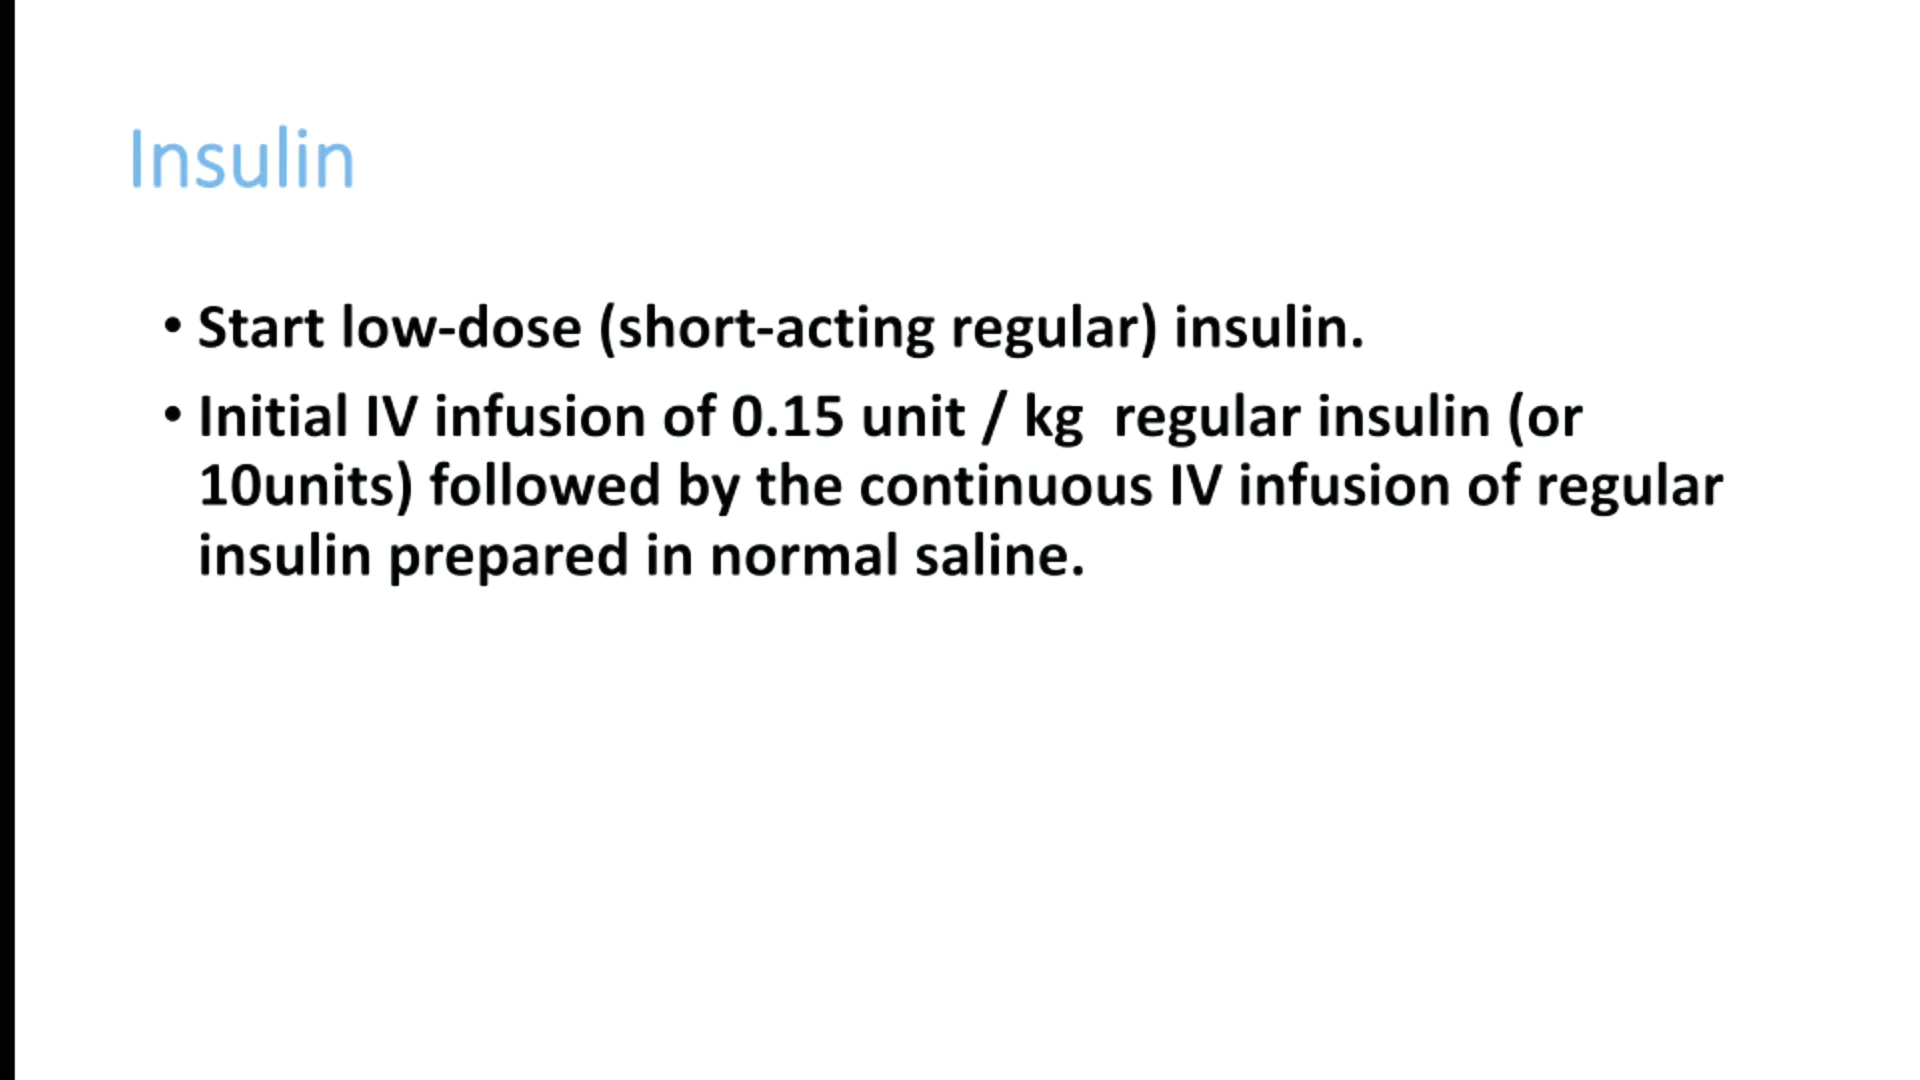 Insulin
• Start low-dose (short-acting regular) insulin.
• Initial IV infusion of 0.15 unit / kg  regular insulin (or
10units) followed by the continuous IV infusion of regular
insulin prepared in normal saline.